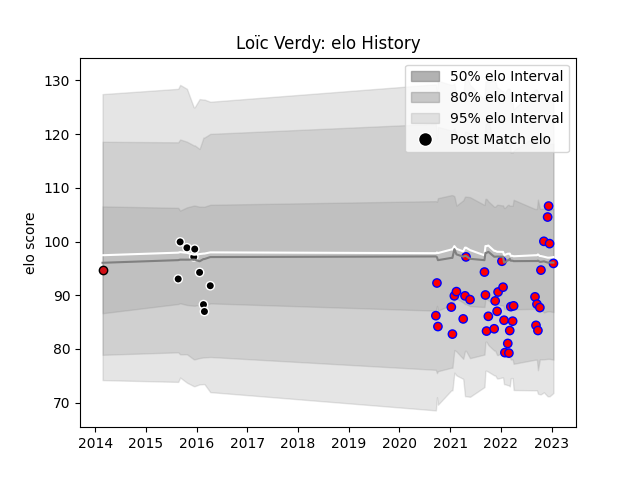 Loïc Verdy: elo History
elo score
130
120
110
100
90
80
70
50% elo Interval
80% elo Interval
95% elo Interval
Post Match elo
2014 2015 2016 2017 2018 2019 2020 2021 2022 2023